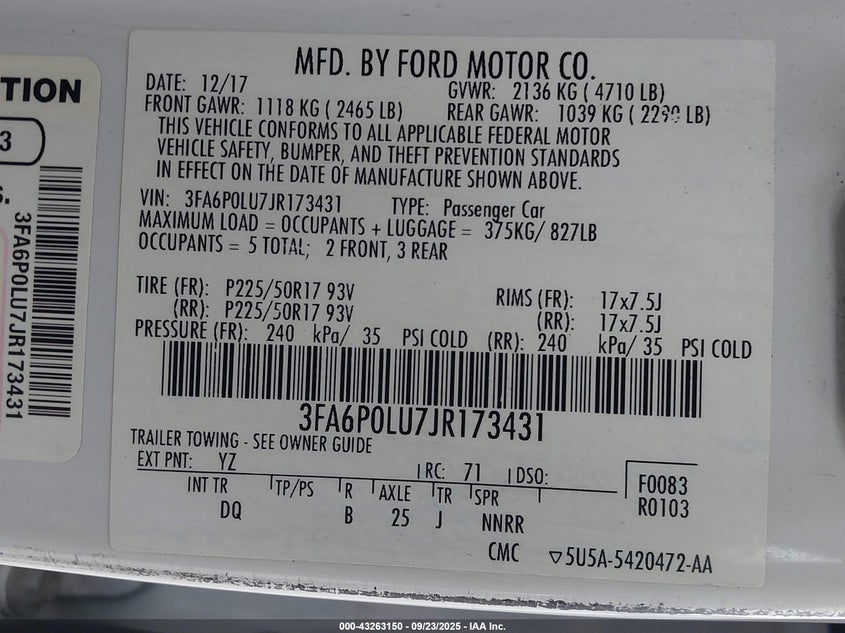 TION
3
3FA6P0LU7JR173431
MFD. BY FORD MOTOR CO.
DATE: 12/17 GVWR: 2136 KG ( 4710 LB)
FRONT GAWR: 1118 KG ( 2465 LB) REAR GAWR: 1039 KG ( 2290 LB)
THIS VEHICLE CONFORMS TO ALL APPLICABLE FEDERAL MOTOR
VEHICLE SAFETY, BUMPER, AND THEFT PREVENTION STANDARDS
IN EFFECT ON THE DATE OF MANUFACTURE SHOWN ABOVE.
VIN: 3FA6P0LU7JR173431 TYPE: Passenger Car
MAXIMUM LOAD = OCCUPANTS + LUGGAGE = 375KG/ 827LB
OCCUPANTS = 5 TOTAL; 2 FRONT, 3 REAR
TIRE (FR): P225/50R17 93V RIMS (FR): 17x7.5J
(RR): P225/50R17 93V (RR): 17x7.5J
PRESSURE (FR): 240 kPa/ 35 PSI COLD (RR): 240 kPa/ 35 PSI COLD
3FA6P0LU7JR173431
TRAILER TOWING - SEE OWNER GUIDE
EXT PNT: YZ RC: 71 DSO:
F0083
R0103
INT TR TP/PS R AXLE TR SPR
DQ B 25 J NNRR
CMC ▽5U5A-5420472-AA
000-43263150 - 09/23/2025 - IAA Inc.